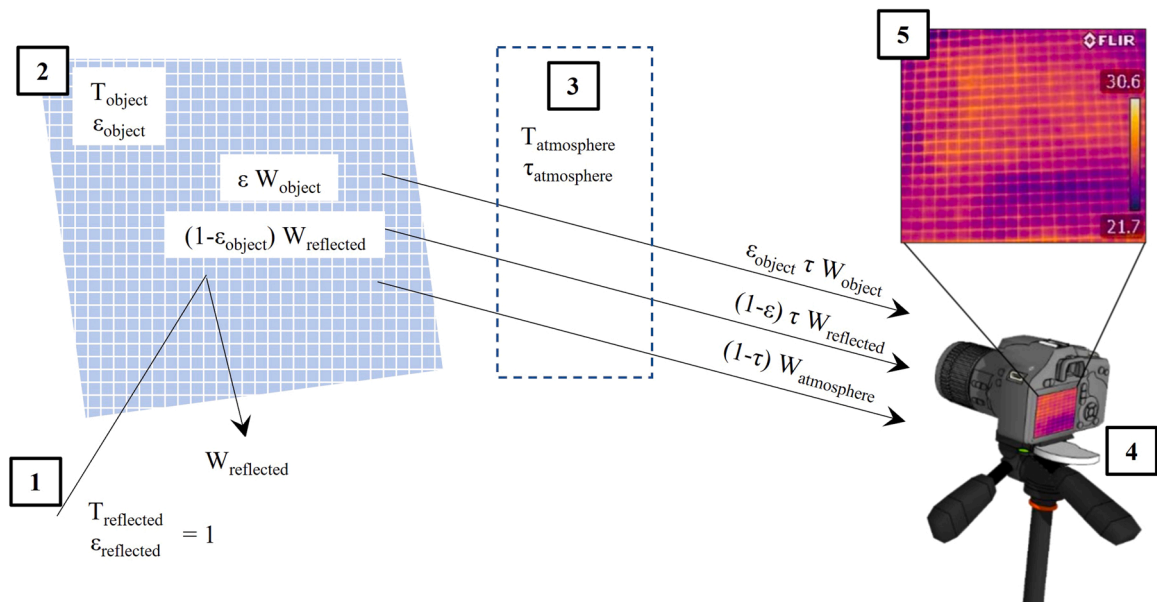 1
2
3
4
5
T_object
ε_object
ε W_object
(1-ε_object) W_reflected
W_reflected
T_reflected
ε_reflected = 1
T_atmosphere
τ_atmosphere
ε_object τ W_object
(1-ε) τ W_reflected
(1-τ) W_atmosphere
FLIR
30.6
21.7